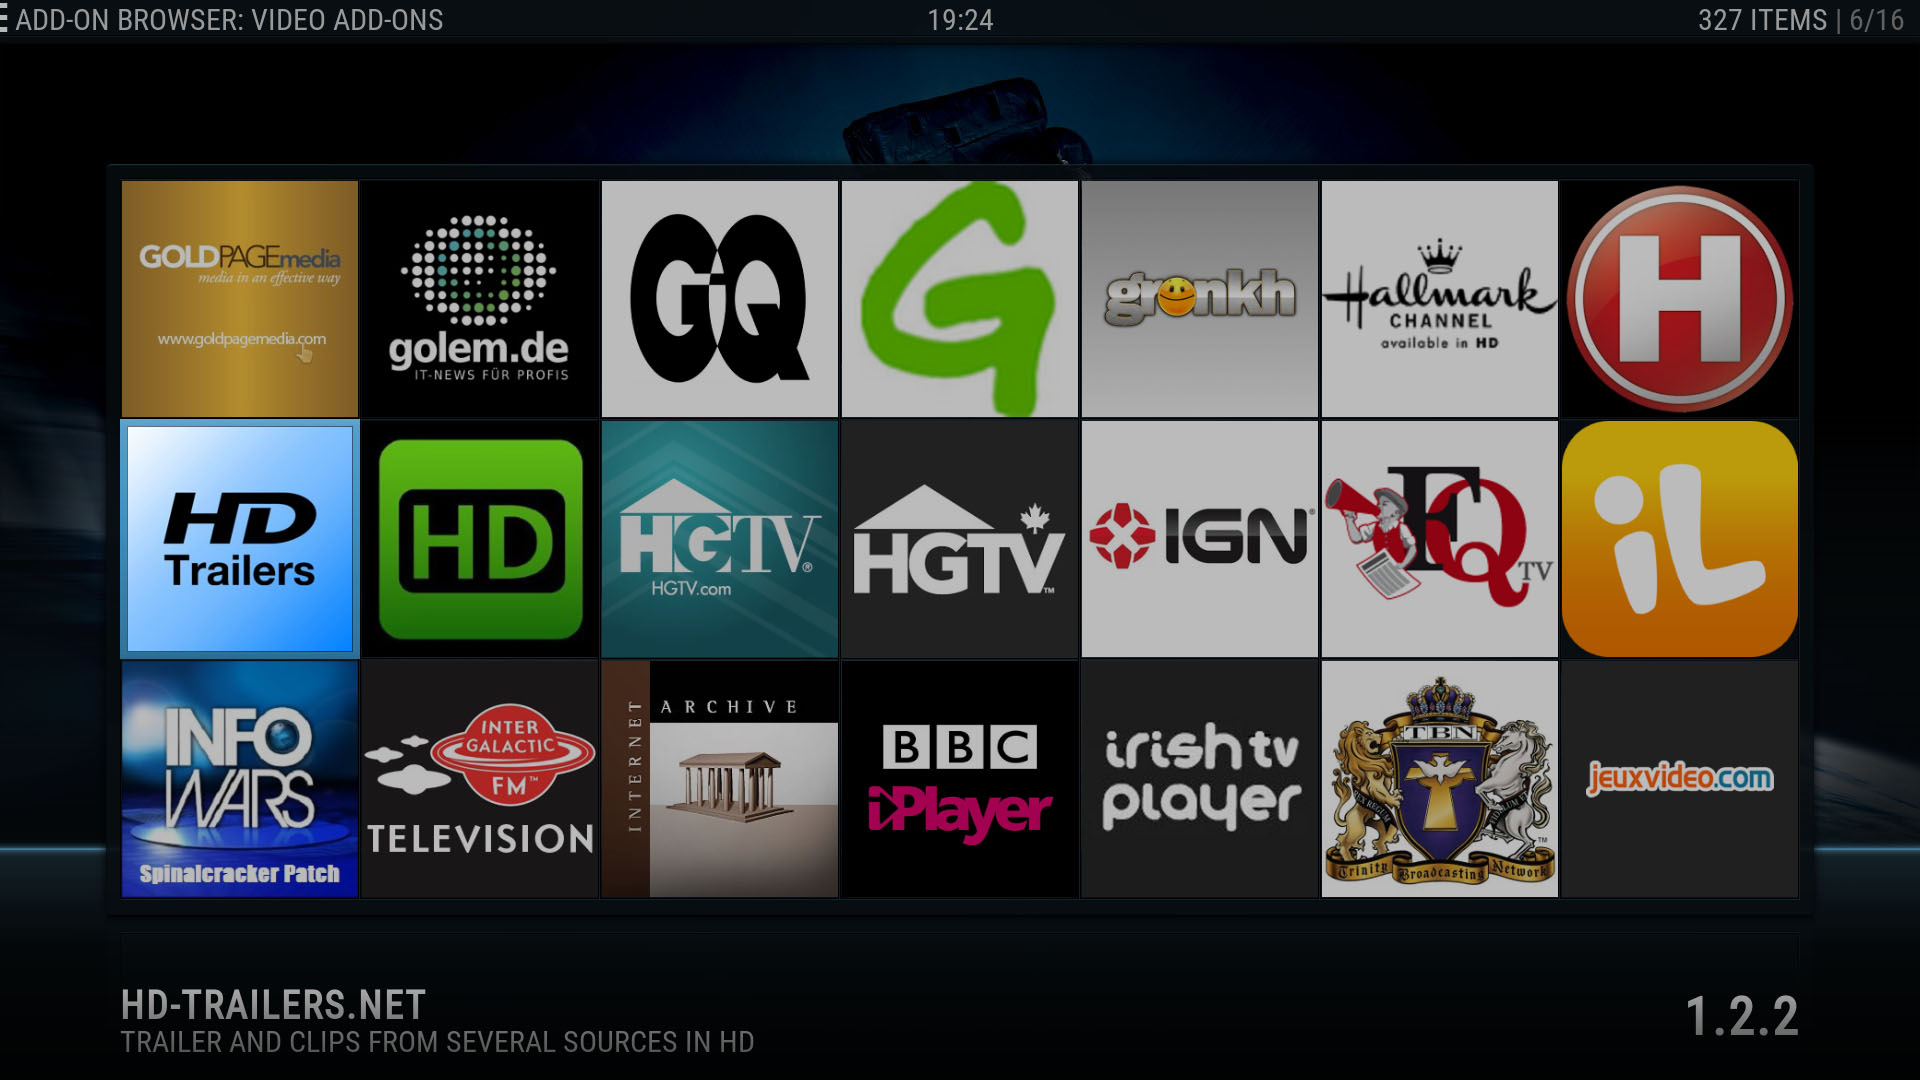 ADD-ON BROWSER: VIDEO ADD-ONS
19:24
327 ITEMS | 6/16
GOLDPAGEmedia
media in an effective way
www.goldpagemedia.com
golem.de
IT-NEWS FÜR PROFIS
GQ
G
gronkh
Hallmark
CHANNEL
available in HD
H
HD
Trailers
HD
HGTV®
HGTV.com
HGTV™
IGN®
FQ TV
iL
INFO
WARS
Spinalcracker Patch
INTER
GALACTIC
FM™
TELEVISION
INTERNET
ARCHIVE
BBC
iPlayer
irish tv
player
TBN
Trinity Broadcasting Network
™
jeuxvideo.com
HD-TRAILERS.NET
TRAILER AND CLIPS FROM SEVERAL SOURCES IN HD
1.2.2